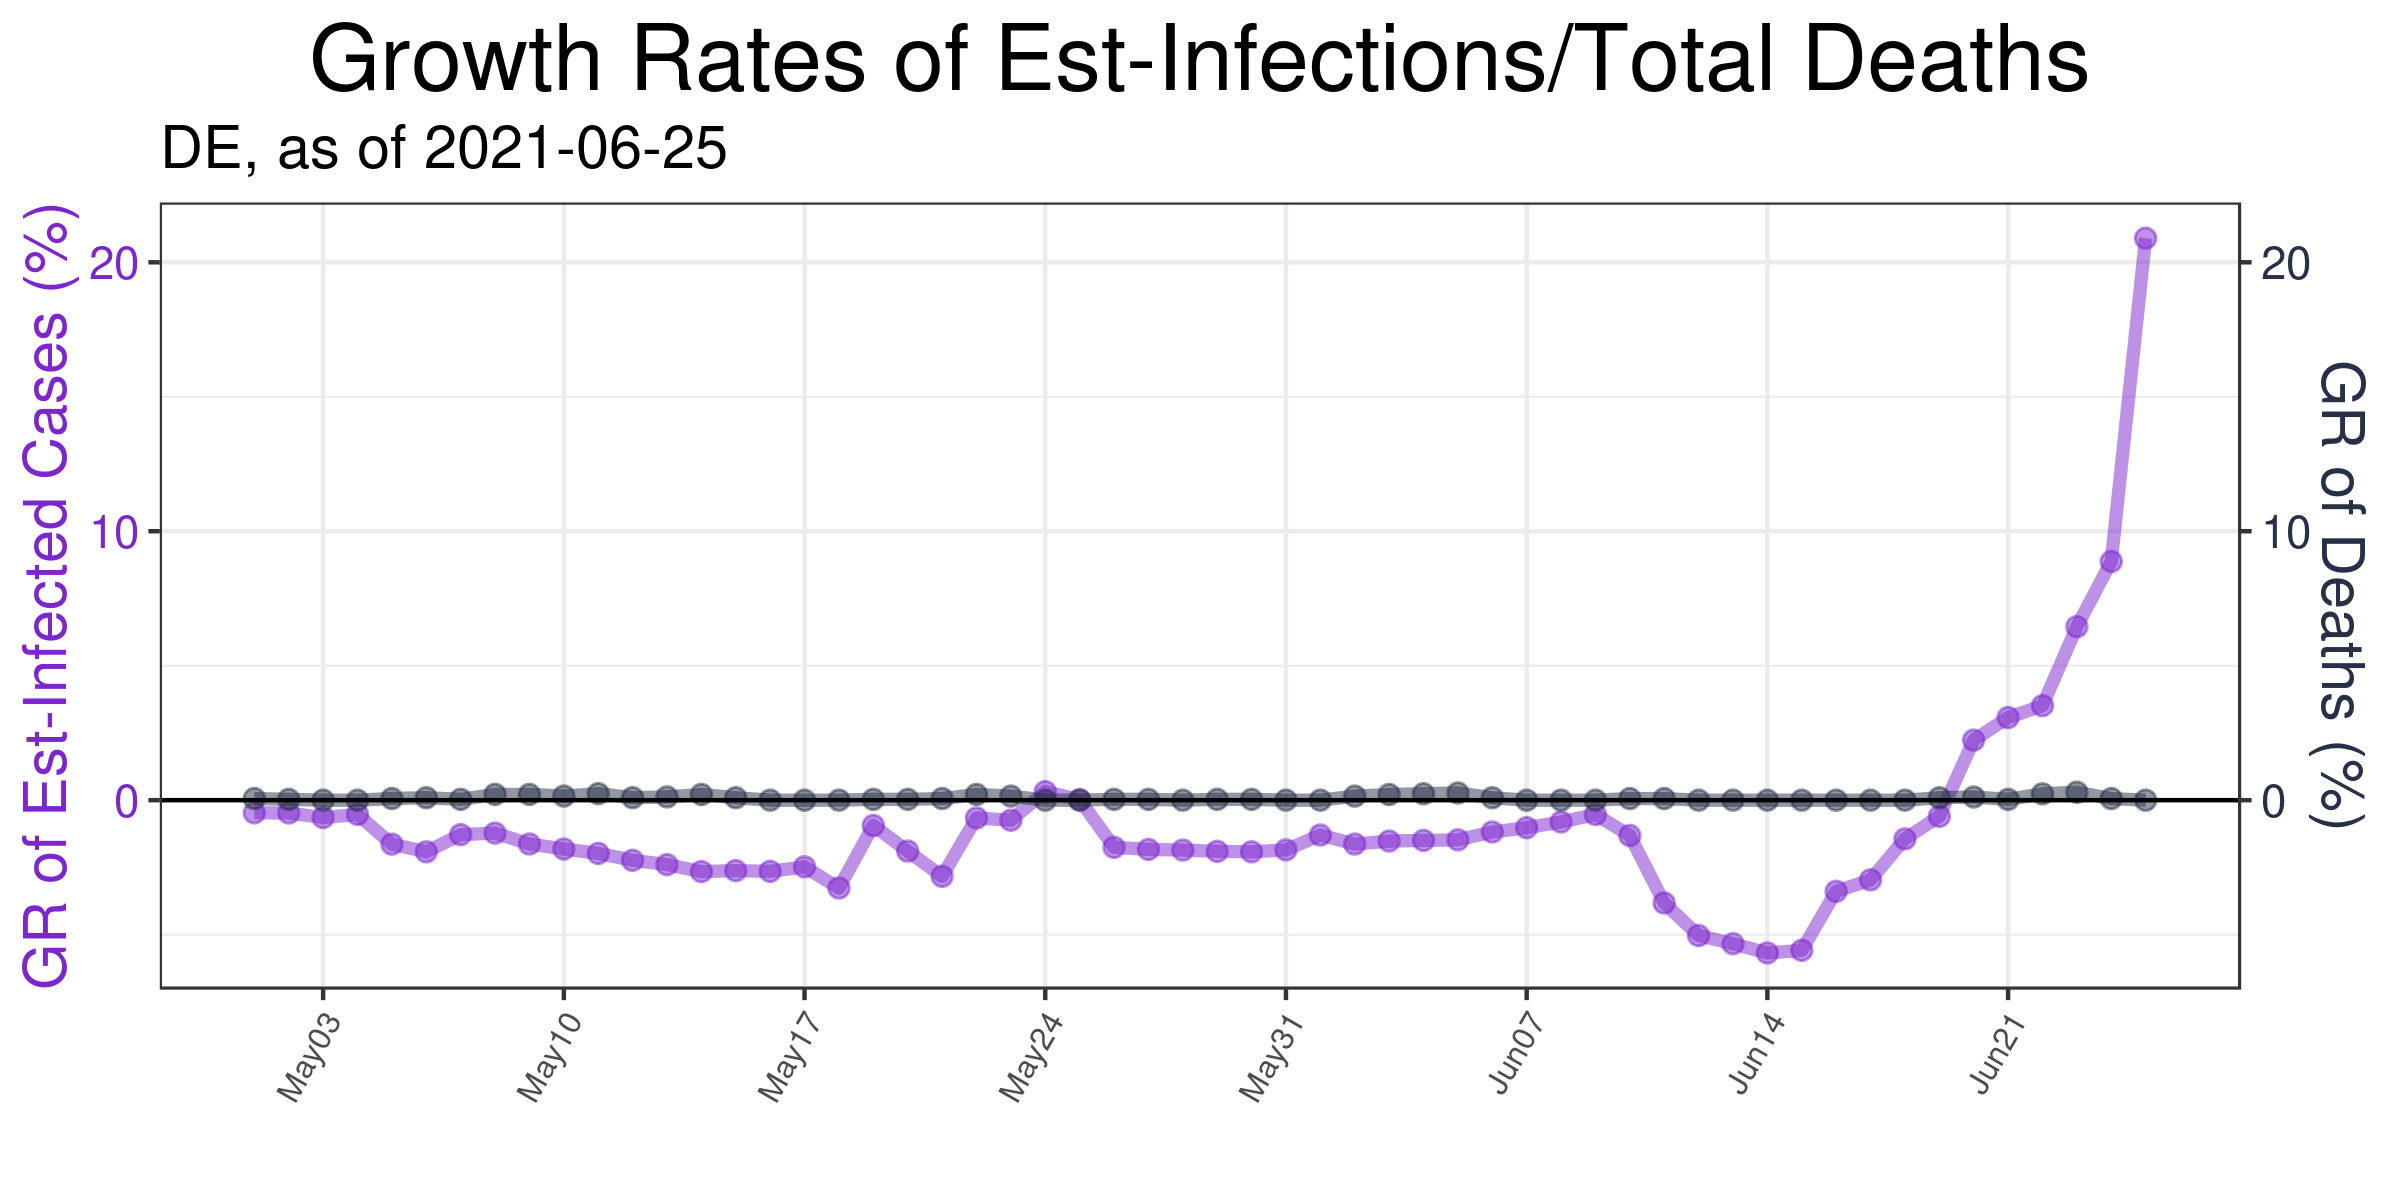 Growth Rates of Est-Infections/Total Deaths
DE, as of 2021-06-25
GR of Est-Infected Cases (%)
20
10
0
20
10
0
GR of Deaths (%)
May03
May10
May17
May24
May31
Jun07
Jun14
Jun21